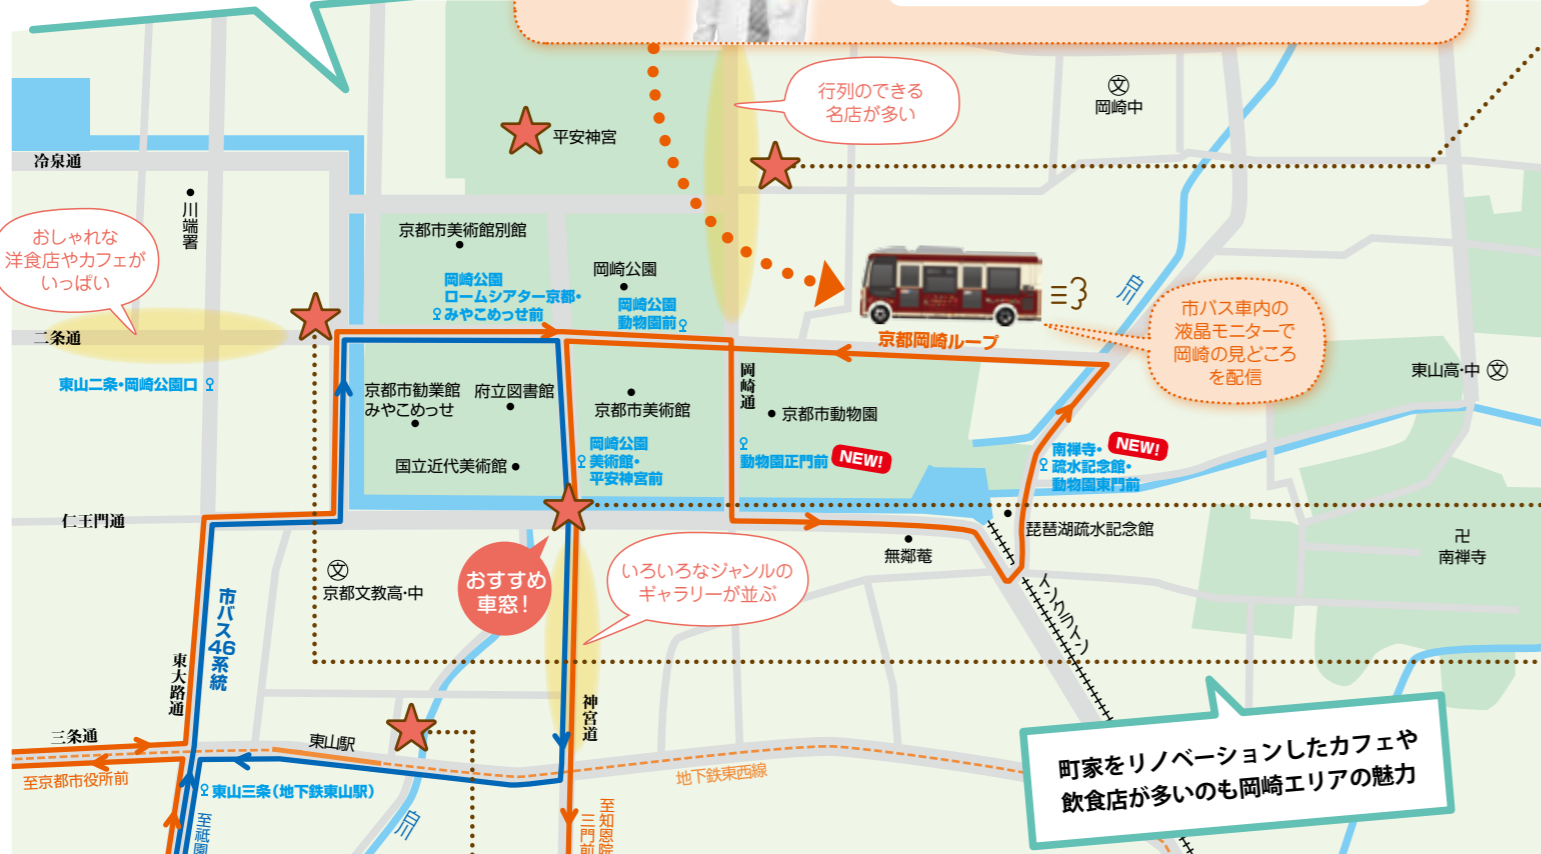 行列のできる
名店が多い
文
岡崎中
平安神宮
冷泉通
川端署
おしゃれな
洋食店やカフェが
いっぱい
京都市美術館別館
岡崎公園
岡崎公園
ロームシアター京都・
みやこめっせ前
岡崎公園
動物園前
白川
市バス車内の
液晶モニターで
岡崎の見どころ
を配信
二条通
京都岡崎ループ
東山二条・岡崎公園口
京都市勧業館
みやこめっせ
府立図書館
京都市美術館
岡崎通
京都市動物園
東山高・中 文
国立近代美術館
岡崎公園
美術館・
平安神宮前
動物園正門前
NEW!
南禅寺・
疏水記念館・
動物園東門前
NEW!
仁王門通
琵琶湖疏水記念館
無鄰菴
卍
南禅寺
文
京都文教高・中
おすすめ
車窓!
いろいろなジャンルの
ギャラリーが並ぶ
インクライン
市バス46系統
東大路通
神宮道
三条通
東山駅
至京都市役所前
東山三条(地下鉄東山駅)
地下鉄東西線
至祇園
白川
至知恩院
三門前
町家をリノベーションしたカフェや
飲食店が多いのも岡崎エリアの魅力